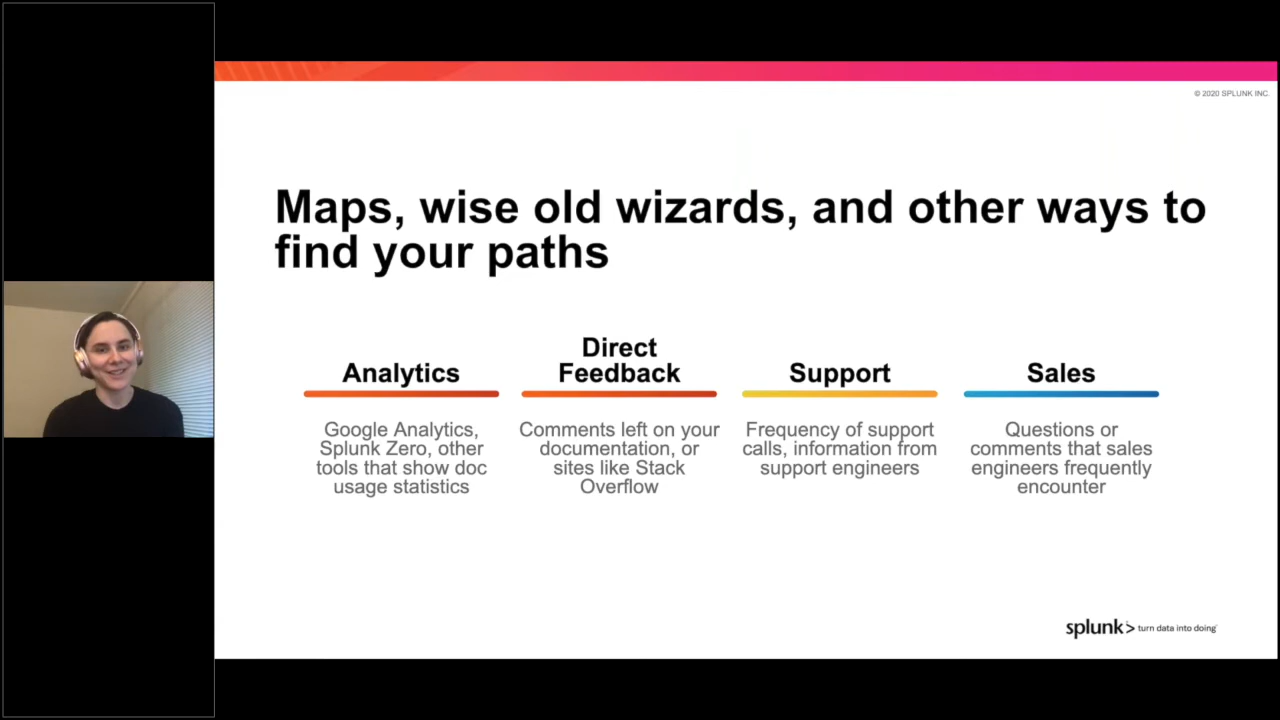 © 2020 SPLUNK INC.
Maps, wise old wizards, and other ways to
find your paths
Analytics
Google Analytics,
Splunk Zero, other
tools that show doc
usage statistics
Direct
Feedback
Comments left on your
documentation, or
sites like Stack
Overflow
Support
Frequency of support
calls, information from
support engineers
Sales
Questions or
comments that sales
engineers frequently
encounter
splunk> turn data into doing